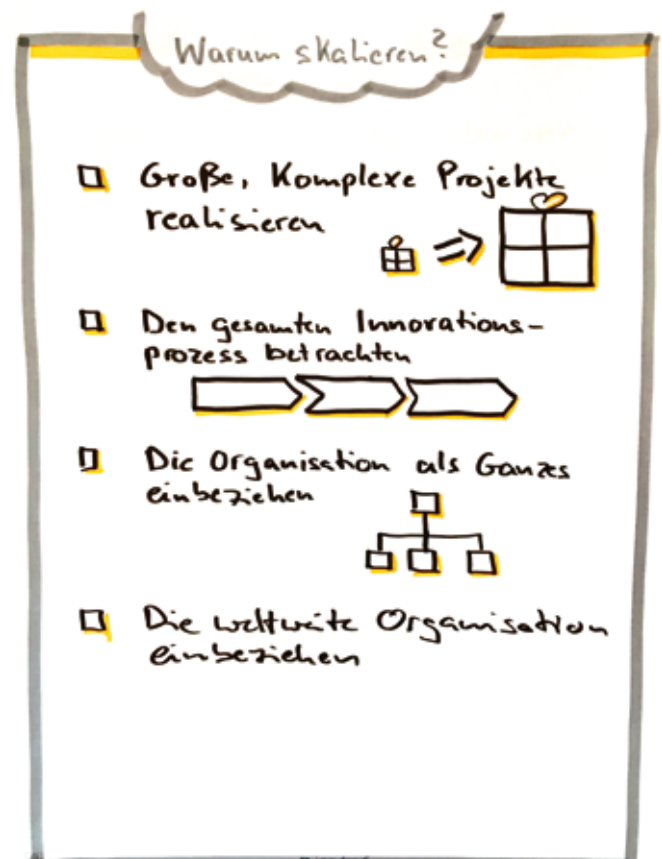 Warum skalieren?
Große, Komplexe Projekte
realisieren
Den gesamten Innovations-
prozess betrachten
Die Organisation als Ganzes
einbeziehen
Die weltweite Organisation
einbeziehen